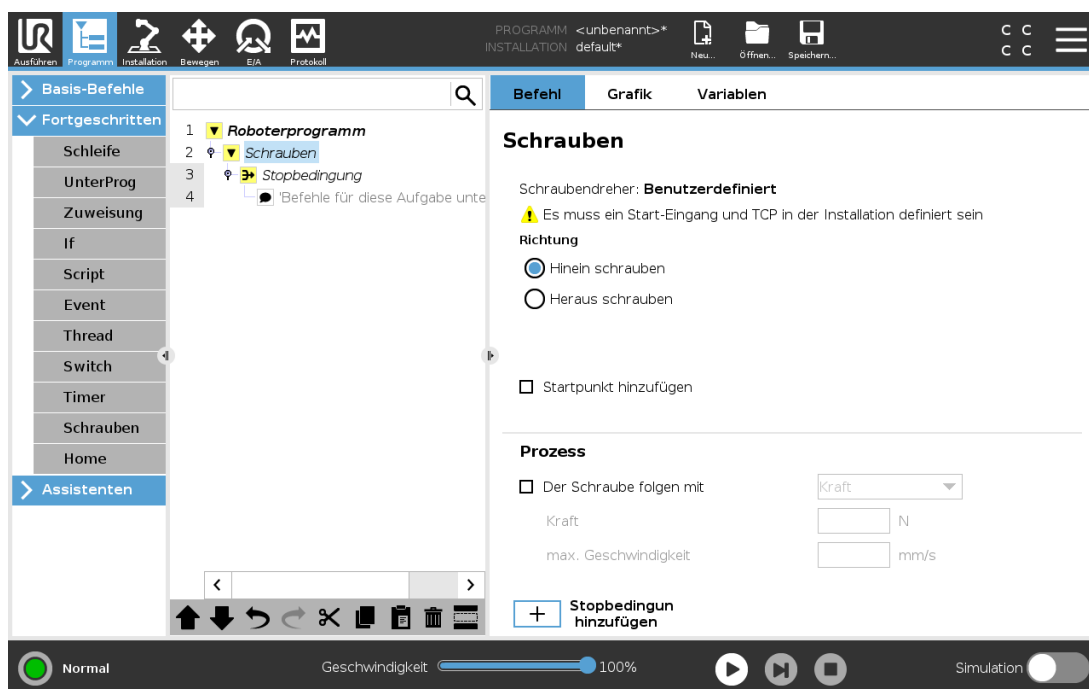 PROGRAMM <unbenannt>*
INSTALLATION default*
Ausführen
Programm
Installation
Bewegen
E/A
Protokoll
Neu...
Öffnen...
Speichern...
C C
C C
Basis-Befehle
Fortgeschritten
Schleife
UnterProg
Zuweisung
If
Script
Event
Thread
Switch
Timer
Schrauben
Home
Assistenten
1 Roboterprogramm
2 Schrauben
3 Stopbedingung
4 'Befehle für diese Aufgabe unte
Befehl
Grafik
Variablen
Schrauben
Schraubendreher: Benutzerdefiniert
Es muss ein Start-Eingang und TCP in der Installation definiert sein
Richtung
Hinein schrauben
Heraus schrauben
Startpunkt hinzufügen
Prozess
Der Schraube folgen mit Kraft
Kraft N
max. Geschwindigkeit mm/s
Stopbedingun
hinzufügen
Normal
Geschwindigkeit 100%
Simulation